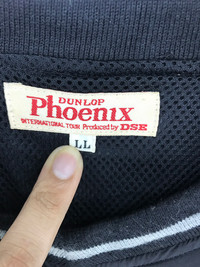 DUNLOP
Phoenix
INTERNATIONAL TOUR Produced by DSE
LL